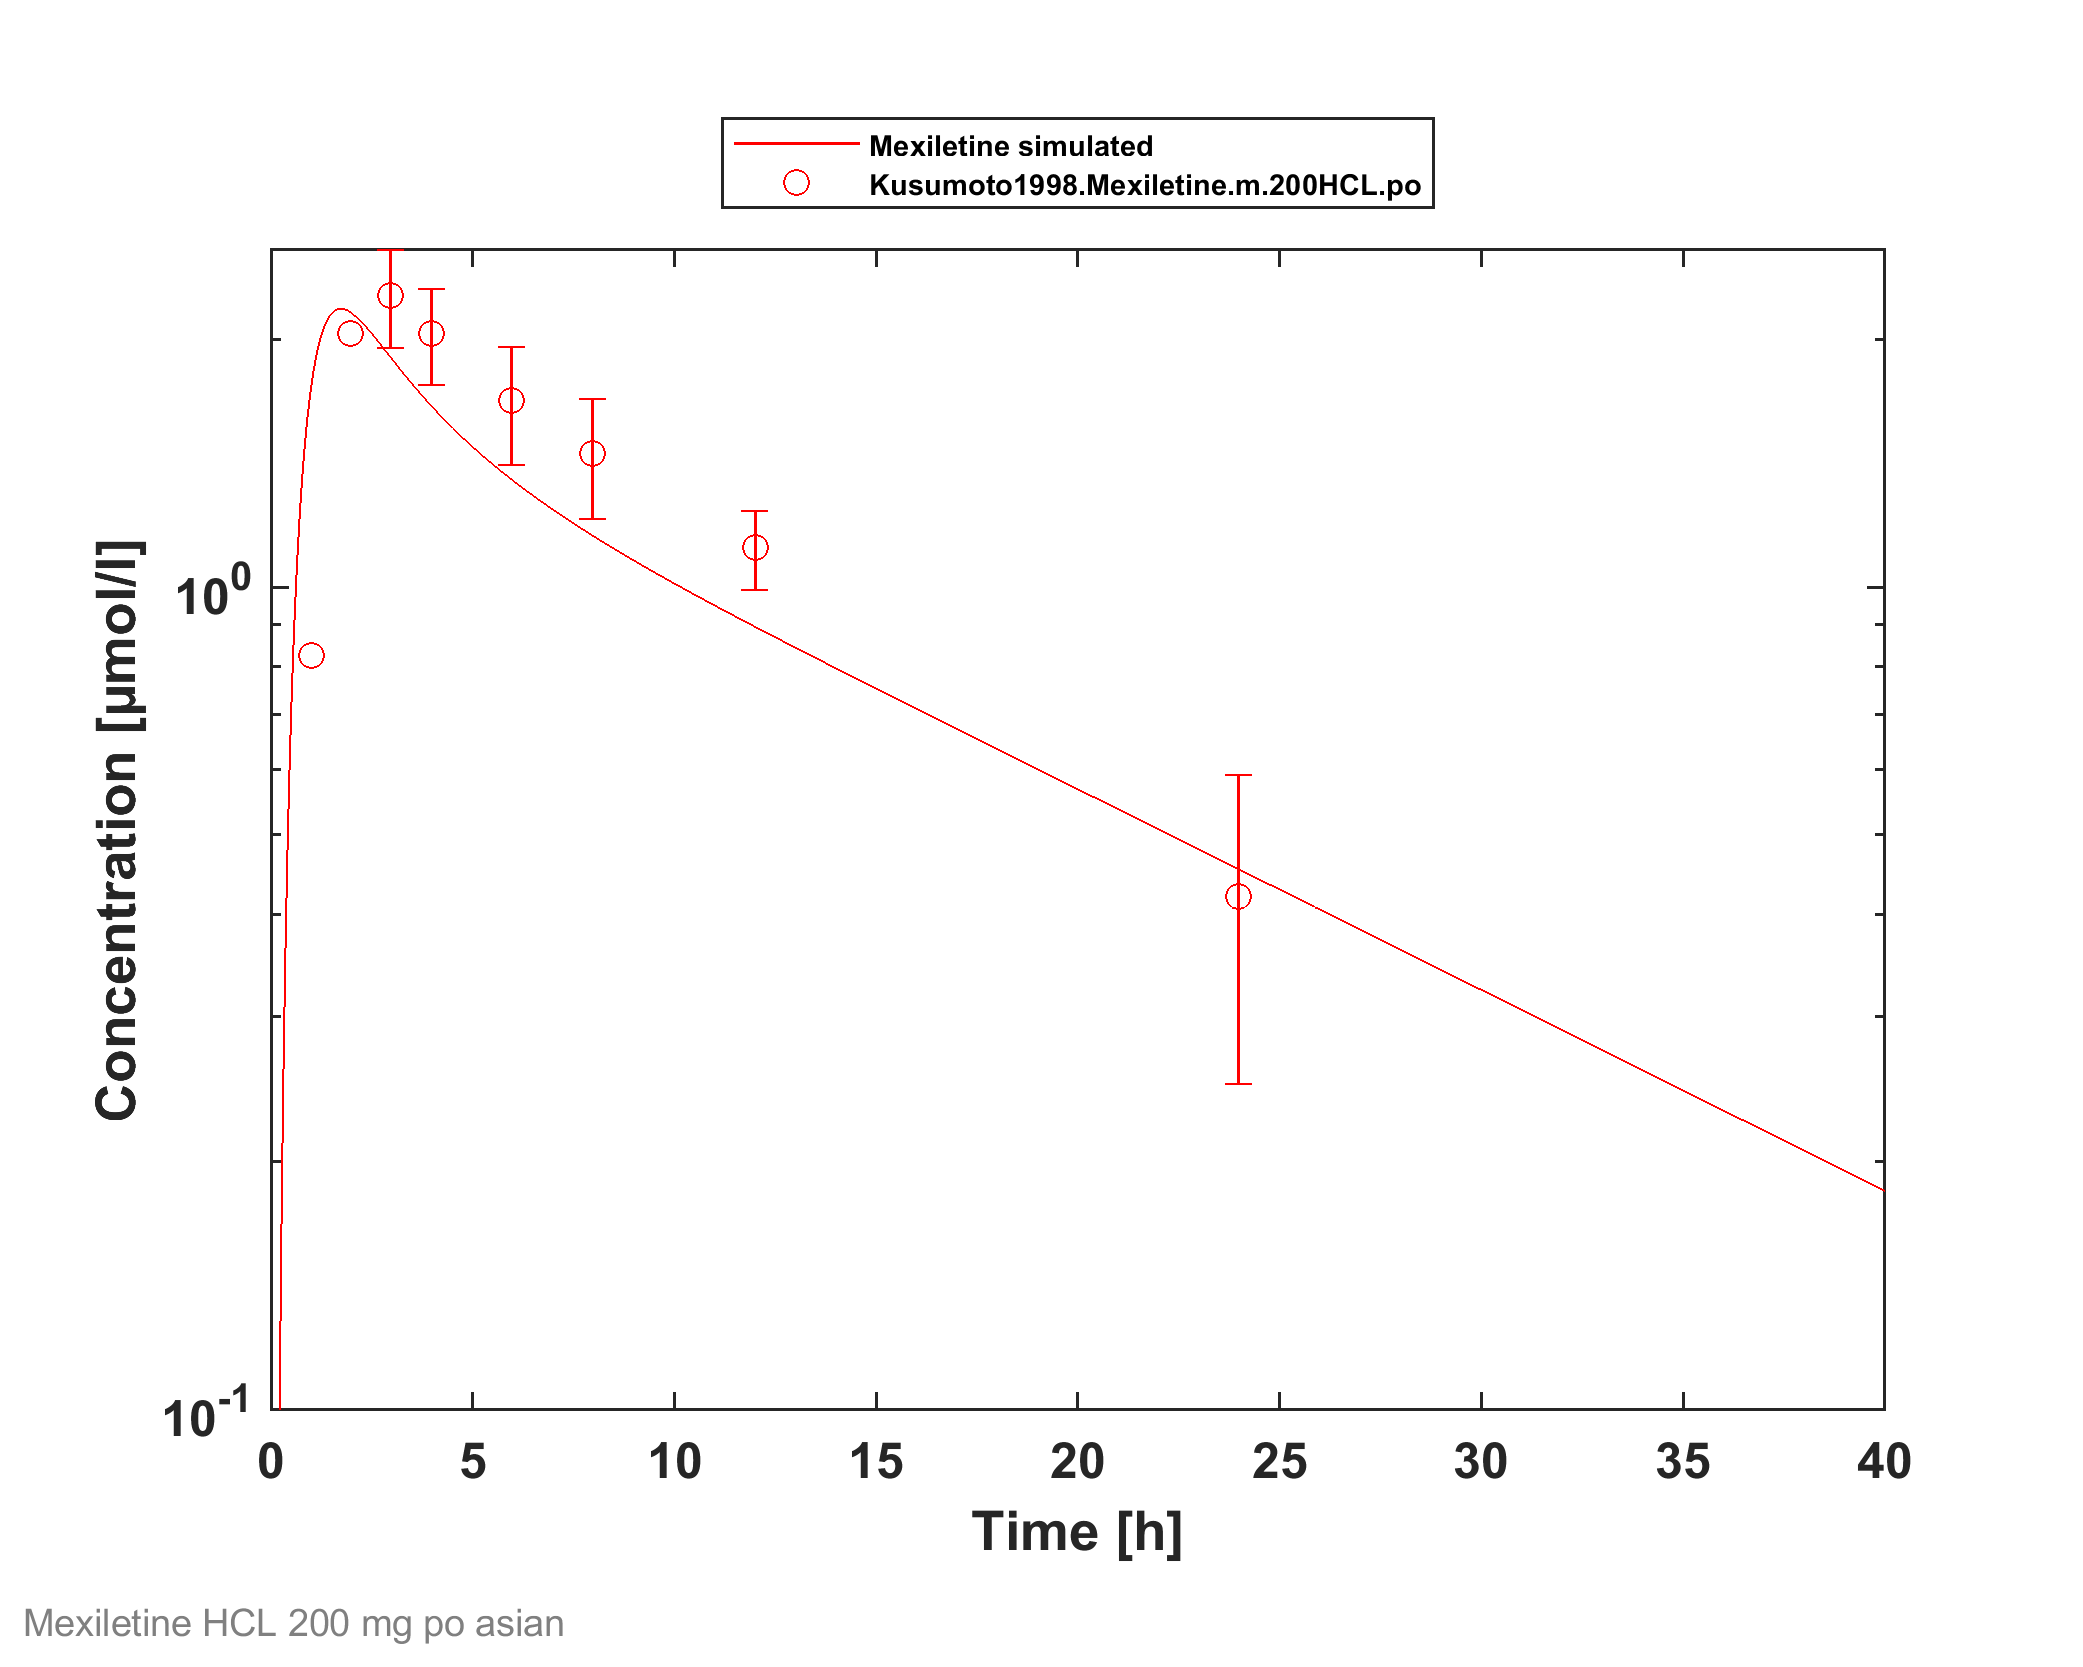 Mexiletine simulated
Kusumoto1998.Mexiletine.m.200HCL.po
Concentration [µmol/l]
10^0
10^-1
0 5 10 15 20 25 30 35 40
Time [h]
Mexiletine HCL 200 mg po asian